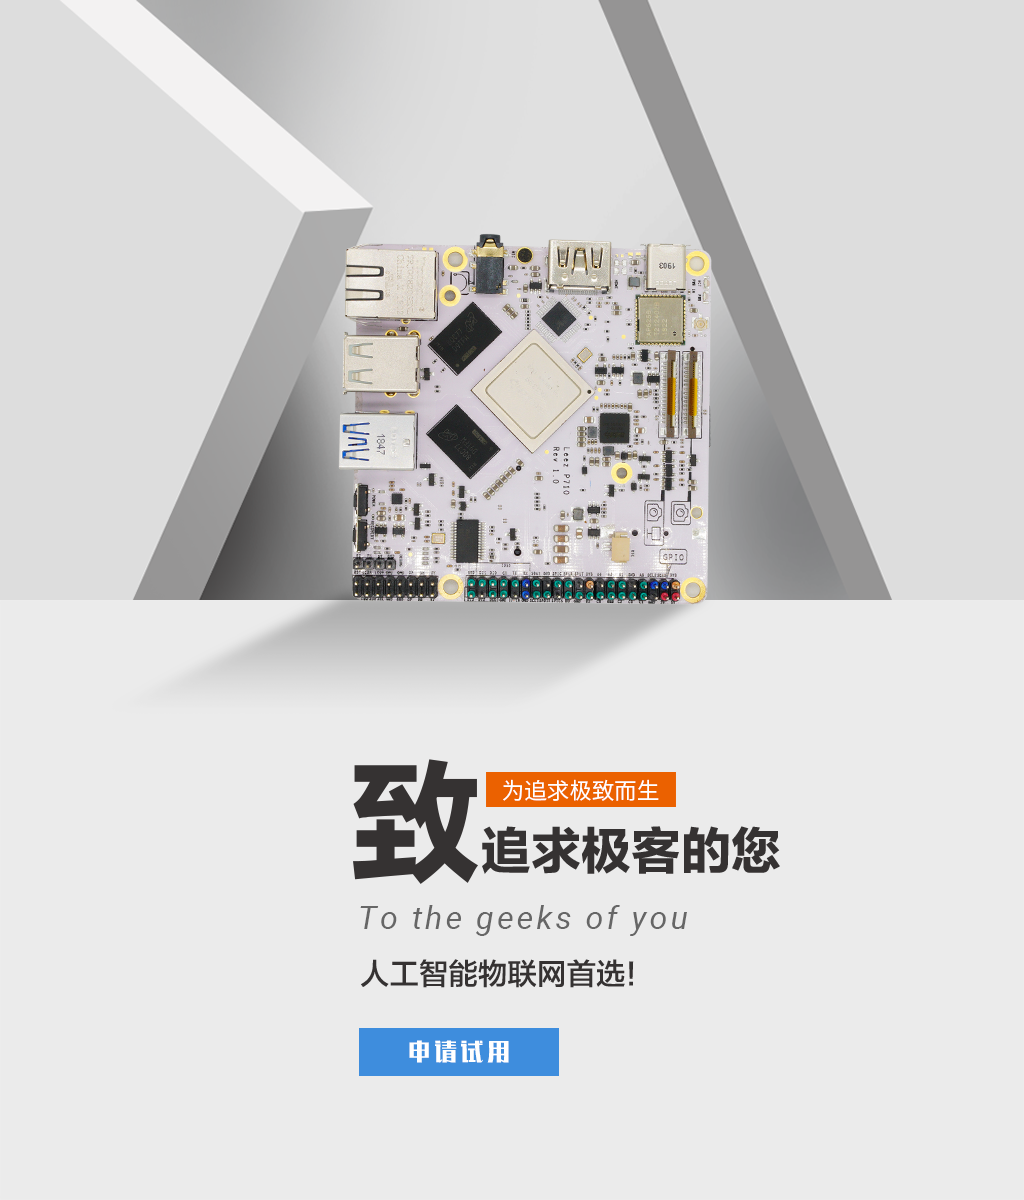 1903
1847
Leez P710
Rev 1.0
GPIO
致
为追求极致而生
追求极客的您
To the geeks of you
人工智能物联网首选!
申请试用